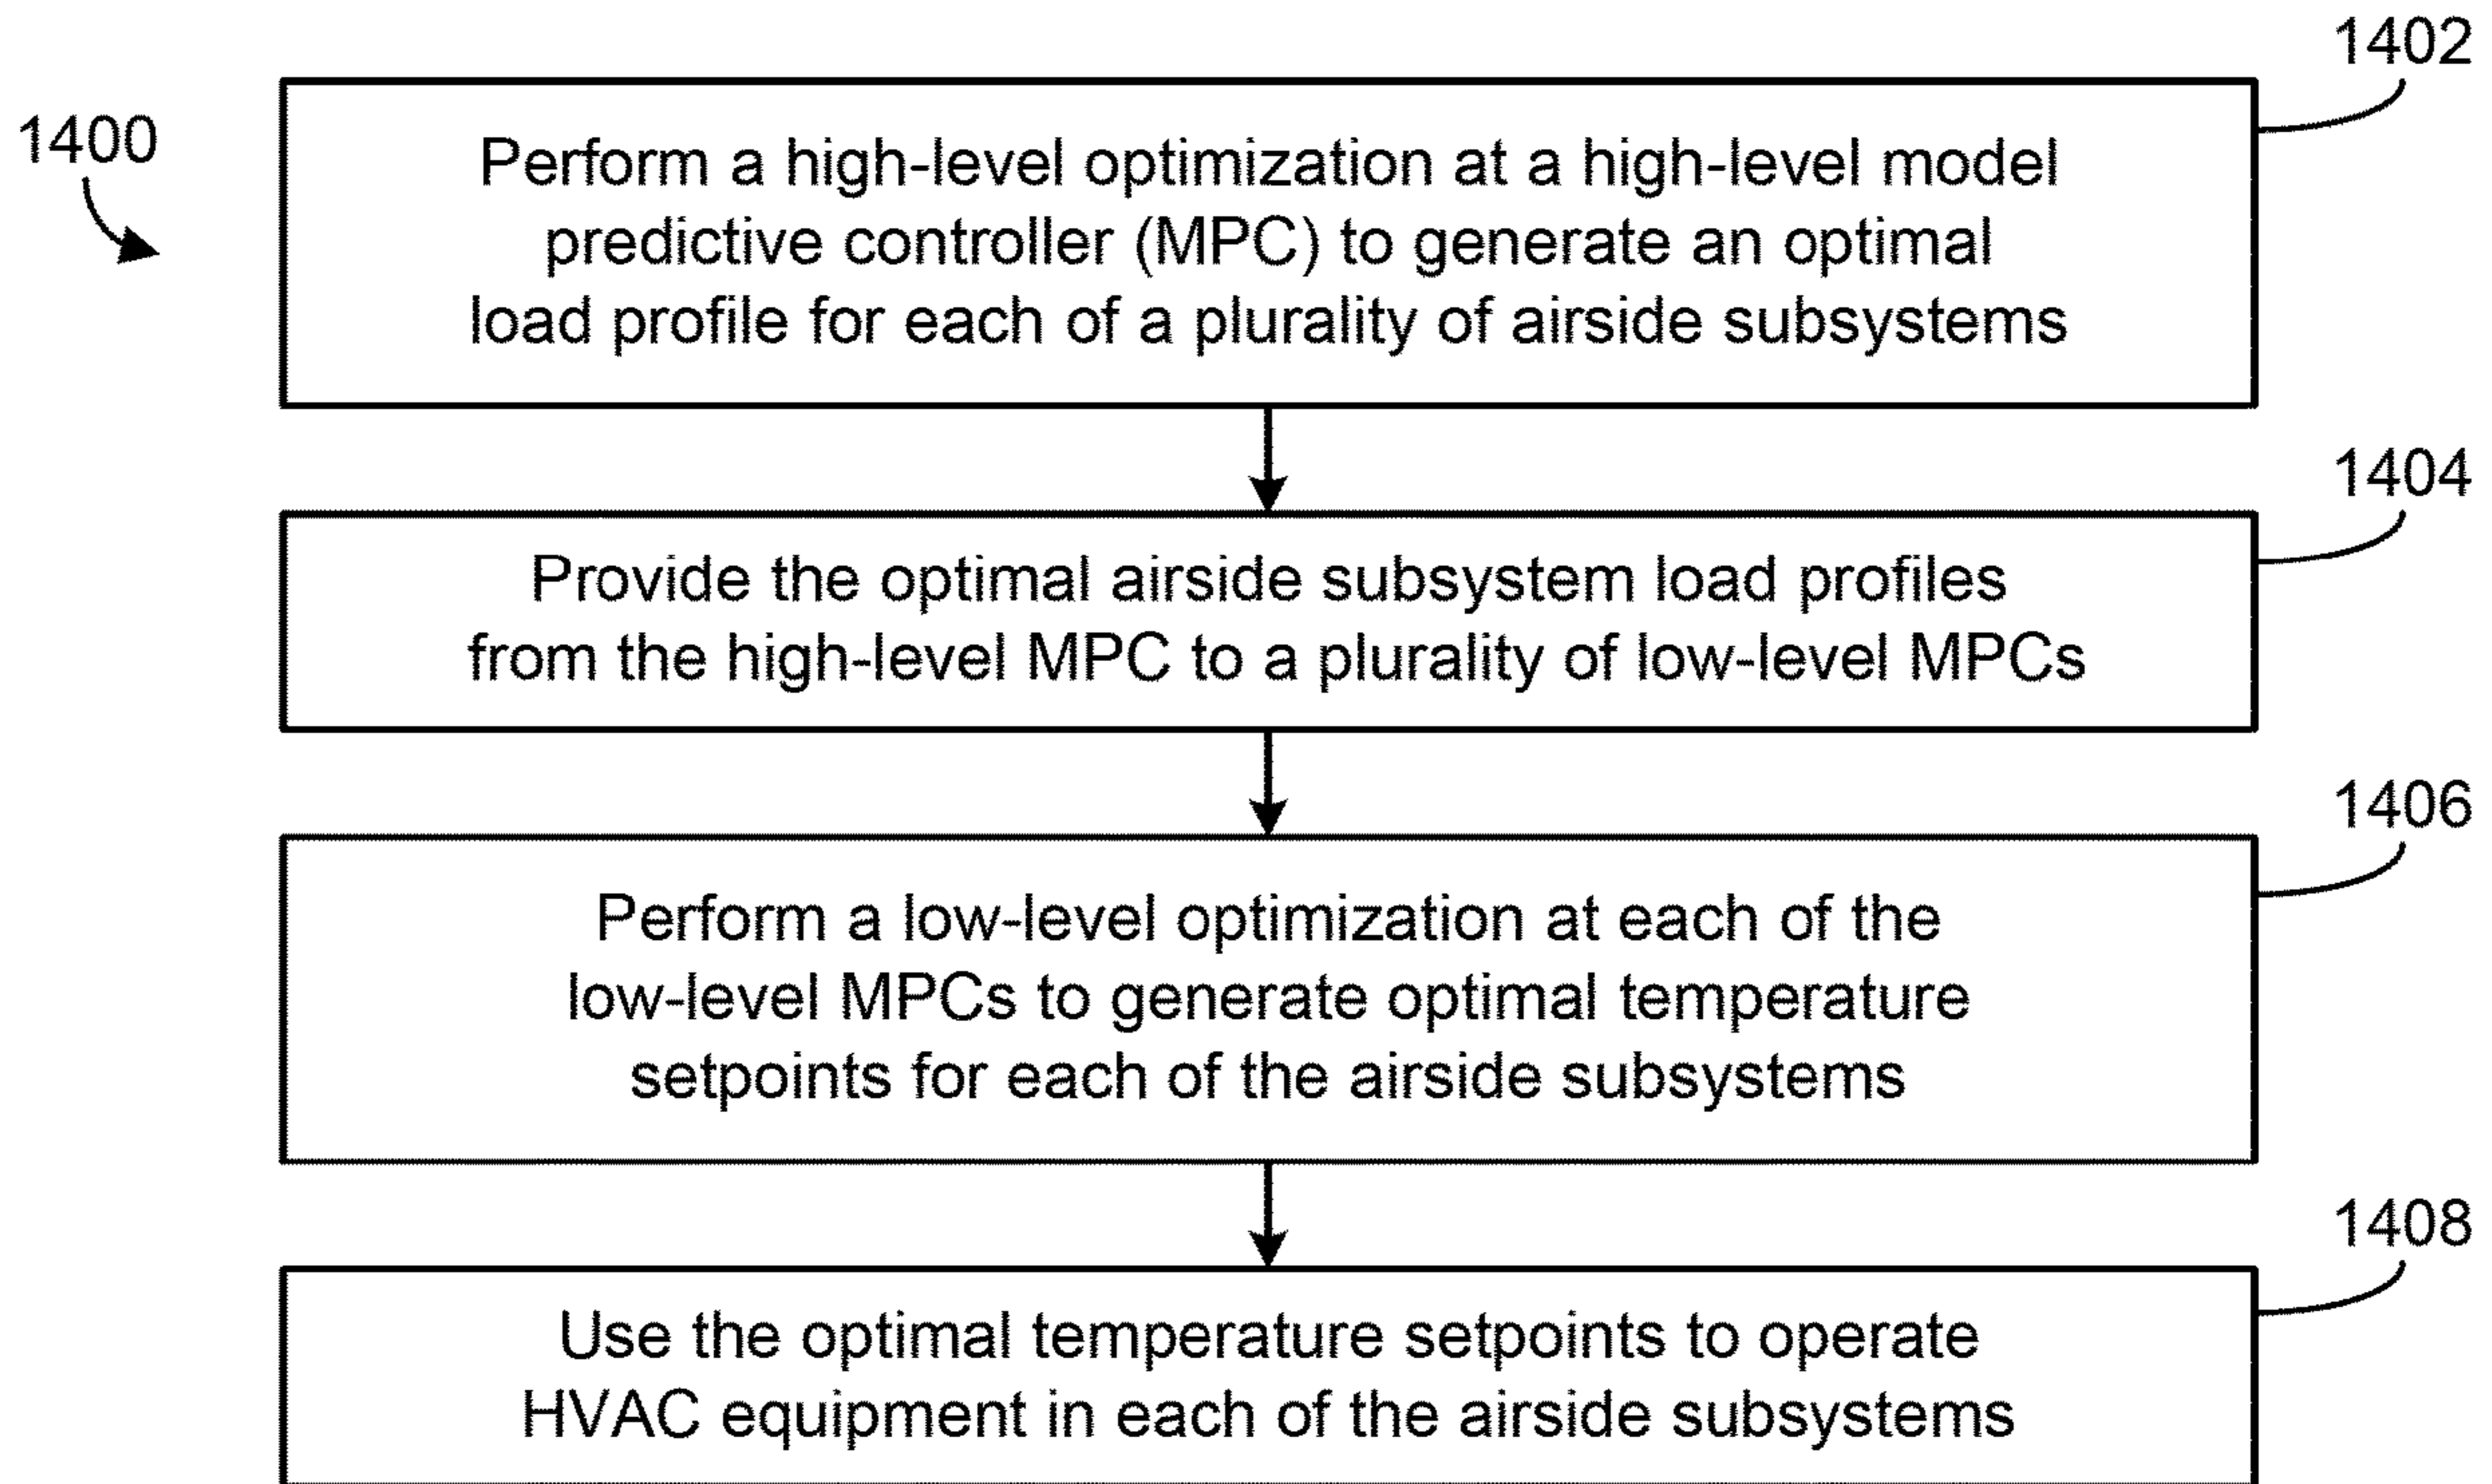 1400
1402
Perform a high-level optimization at a high-level model
predictive controller (MPC) to generate an optimal
load profile for each of a plurality of airside subsystems
1404
Provide the optimal airside subsystem load profiles
from the high-level MPC to a plurality of low-level MPCs
1406
Perform a low-level optimization at each of the
low-level MPCs to generate optimal temperature
setpoints for each of the airside subsystems
1408
Use the optimal temperature setpoints to operate
HVAC equipment in each of the airside subsystems